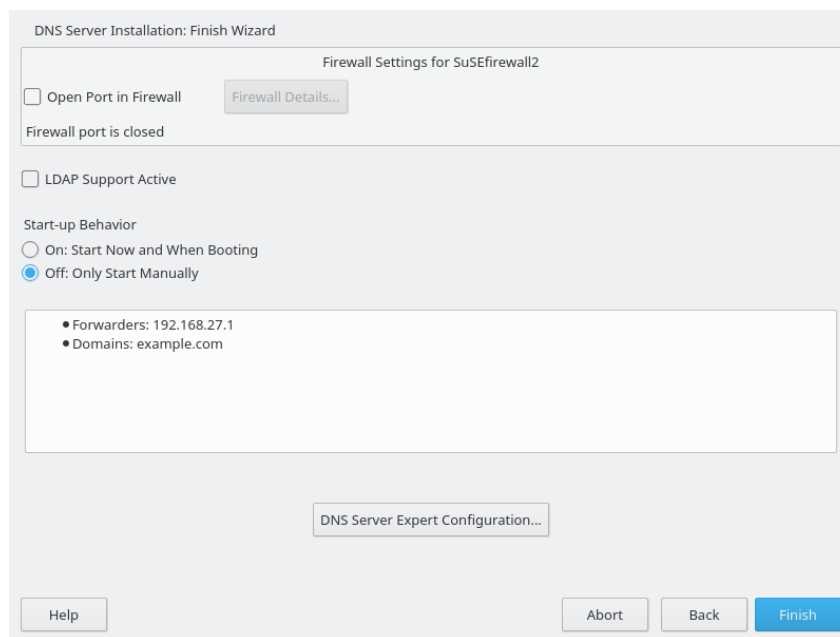 DNS Server Installation: Finish Wizard
Firewall Settings for SuSEfirewall2
Open Port in Firewall Firewall Details...
Firewall port is closed
LDAP Support Active
Start-up Behavior
On: Start Now and When Booting
Off: Only Start Manually
• Forwarders: 192.168.27.1
• Domains: example.com
DNS Server Expert Configuration...
Help Abort Back Finish